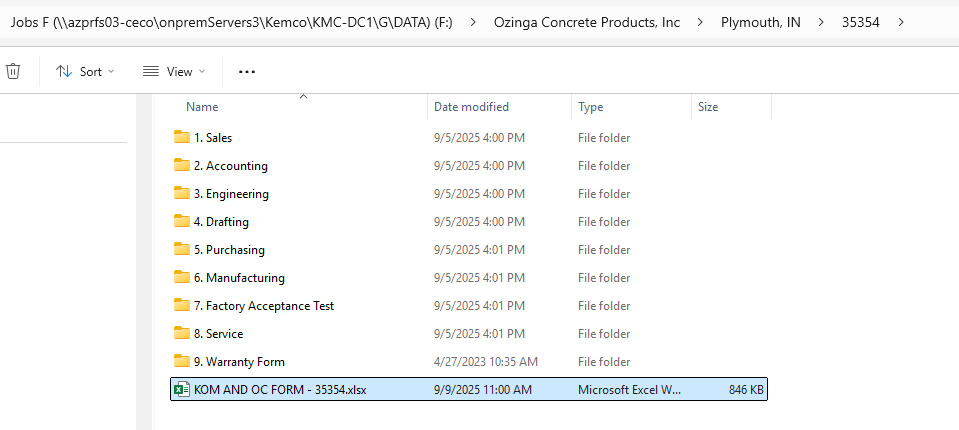 Jobs F (\\azprfs03-ceco\onpremServers3\Kemco\KMC-DC1\G\DATA) (F:) > Ozinga Concrete Products, Inc > Plymouth, IN > 35354 >
Sort View ...
Name Date modified Type Size
1. Sales 9/5/2025 4:00 PM File folder
2. Accounting 9/5/2025 4:00 PM File folder
3. Engineering 9/5/2025 4:00 PM File folder
4. Drafting 9/5/2025 4:00 PM File folder
5. Purchasing 9/5/2025 4:01 PM File folder
6. Manufacturing 9/5/2025 4:01 PM File folder
7. Factory Acceptance Test 9/5/2025 4:01 PM File folder
8. Service 9/5/2025 4:01 PM File folder
9. Warranty Form 4/27/2023 10:35 AM File folder
KOM AND OC FORM - 35354.xlsx 9/9/2025 11:00 AM Microsoft Excel W... 846 KB